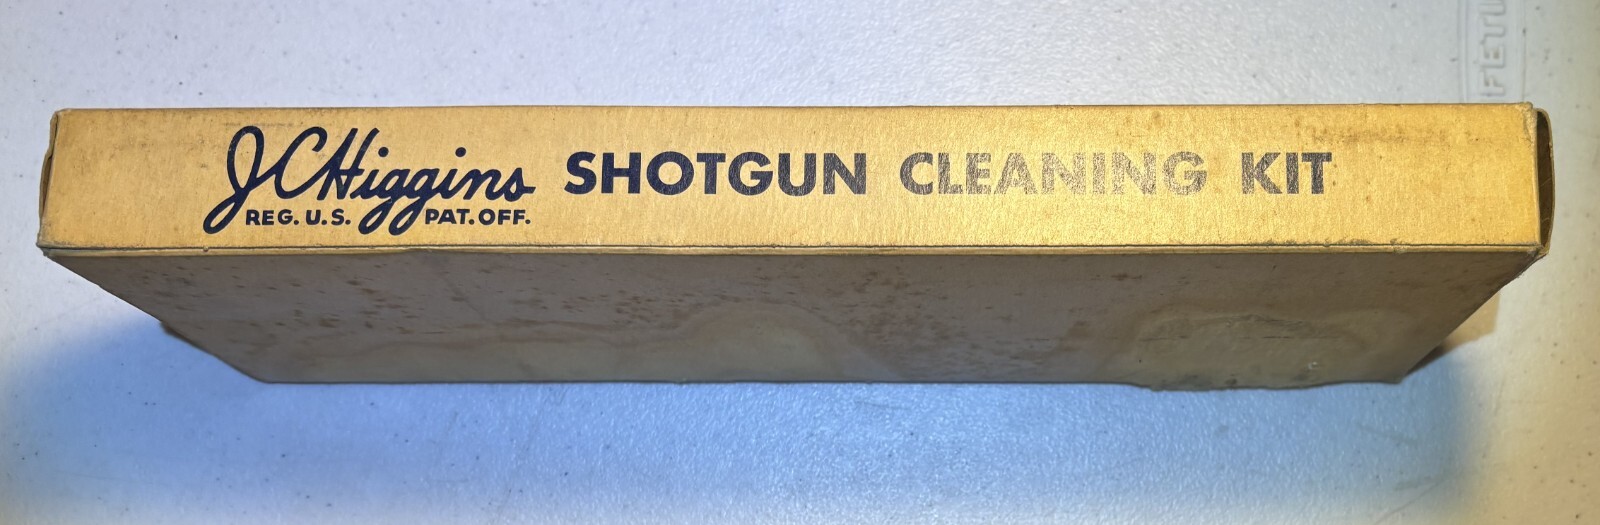 J.C.Higgins SHOTGUN CLEANING KIT
REG. U.S. PAT. OFF.